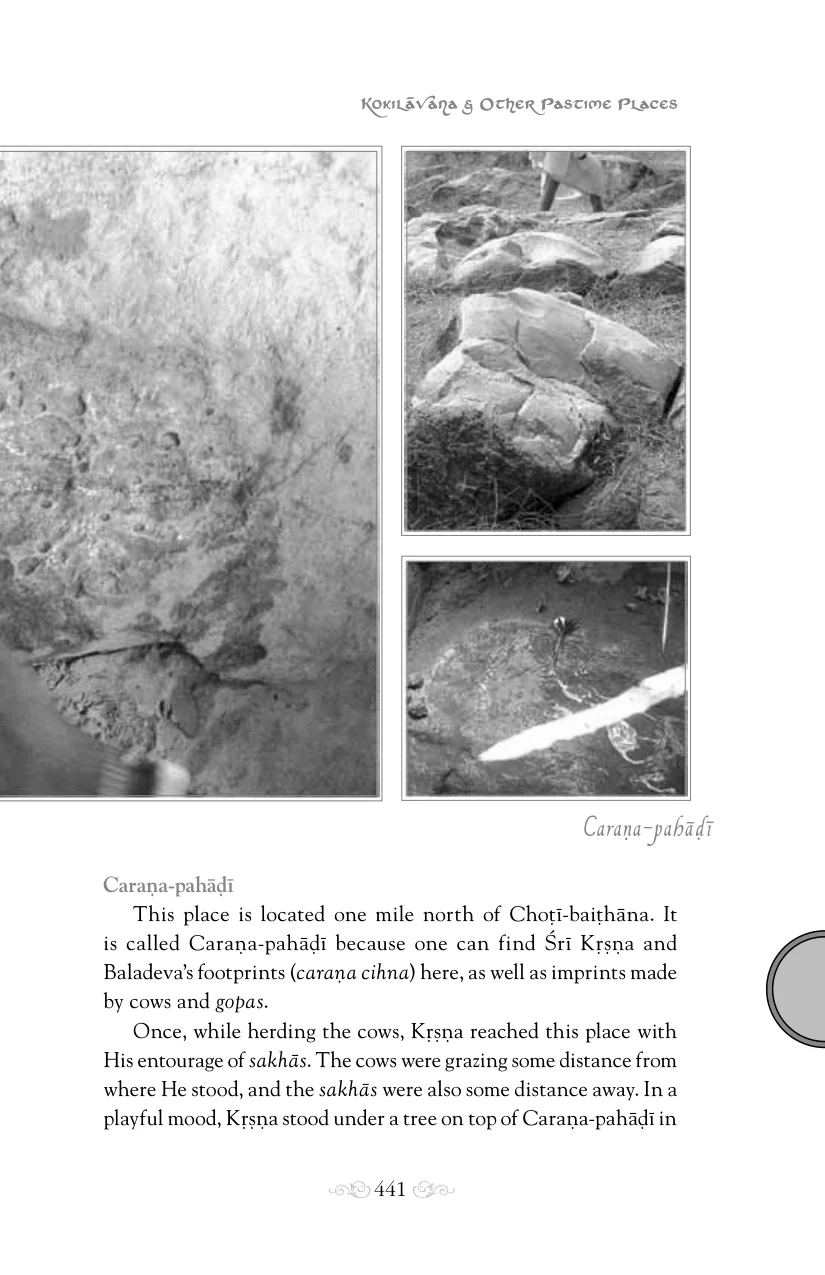 Kokilāvaṇa & Other Pastime Places
Caraṇa-pahāḍī
Caraṇa-pahāḍī
This place is located one mile north of Choṭī-baiṭhāna. It
is called Caraṇa-pahāḍī because one can find Śrī Kṛṣṇa and
Baladeva’s footprints (caraṇa cihna) here, as well as imprints made
by cows and gopas.
Once, while herding the cows, Kṛṣṇa reached this place with
His entourage of sakhās. The cows were grazing some distance from
where He stood, and the sakhās were also some distance away. In a
playful mood, Kṛṣṇa stood under a tree on top of Caraṇa-pahāḍī in
441